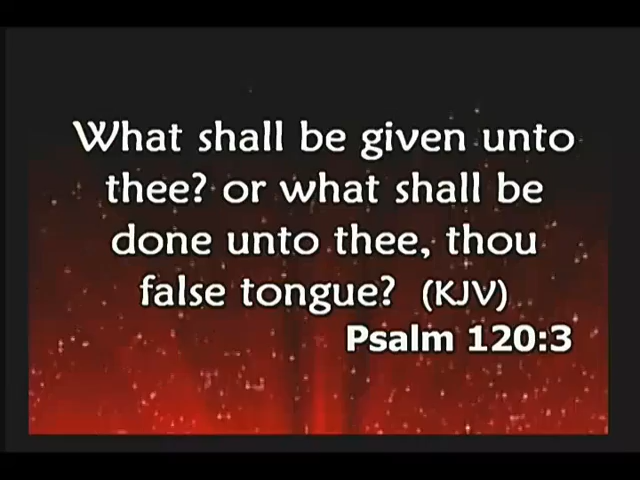 What shall be given unto
thee? or what shall be
done unto thee, thou
false tongue? (KJV)
Psalm 120:3